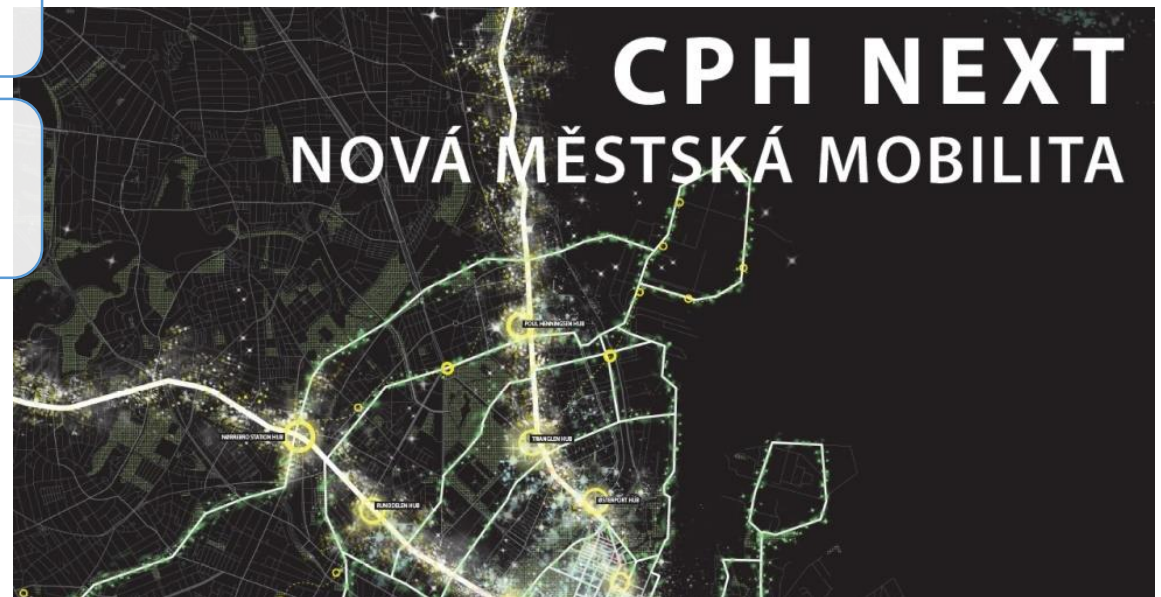 CPH NEXT
NOVÁ MĚSTSKÁ MOBILITA
POUL HENNINGSEN HUB
NØRREBRO STATION HUB
TRIANGLEN HUB
ØSTERPORT HUB
RUNDDELEN HUB